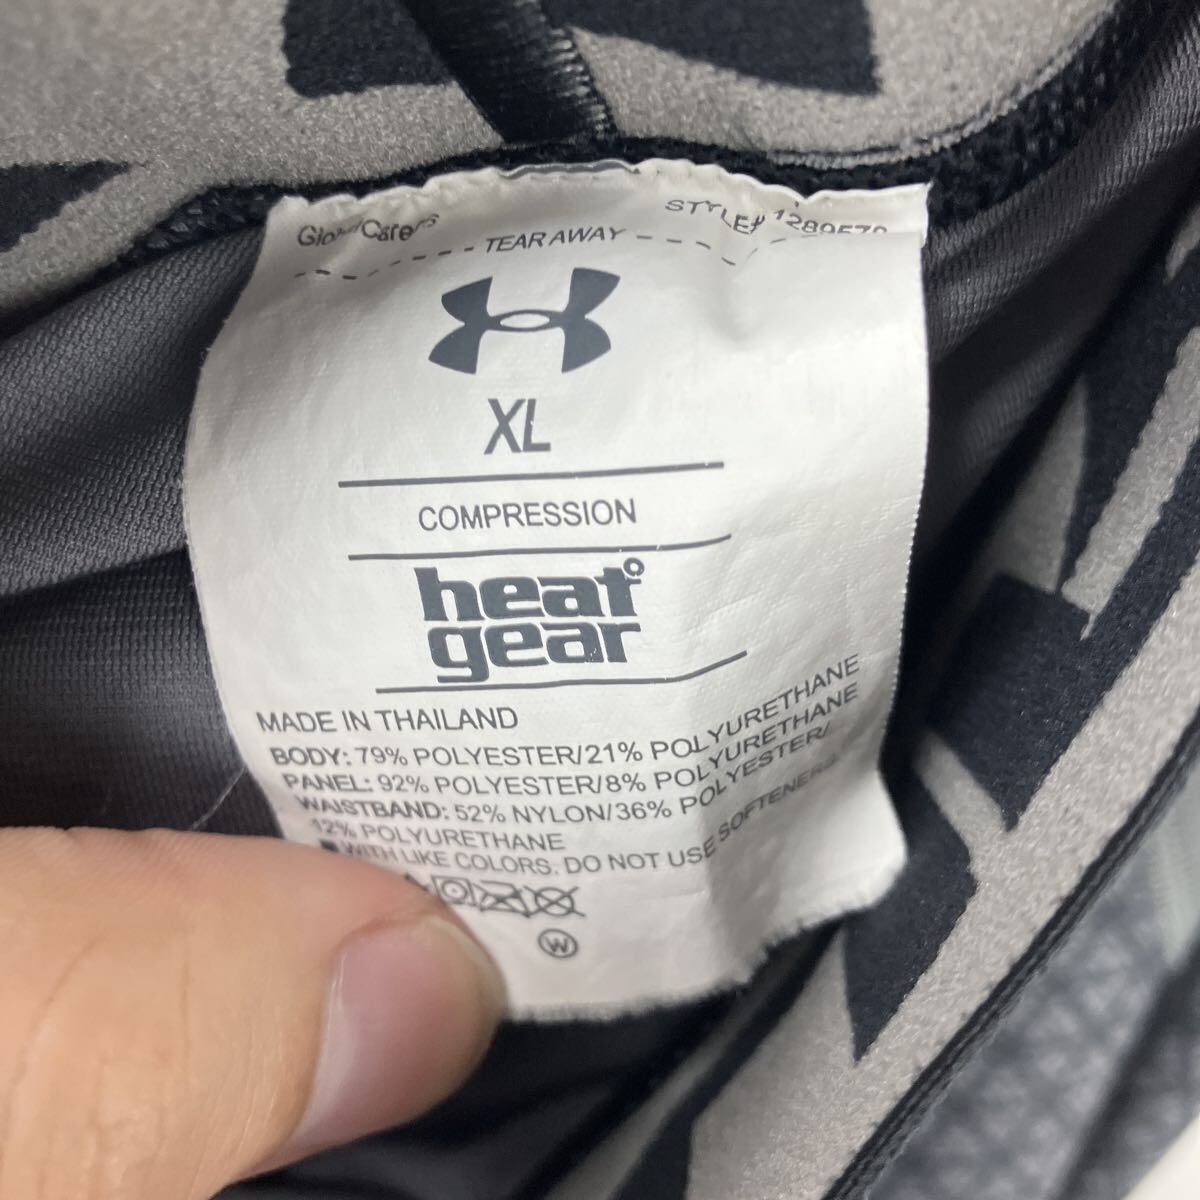 TEAR AWAY STYLE#
XL
COMPRESSION
heat
gear
MADE IN THAILAND
BODY: 79% POLYESTER/21% POLYURETHANE
PANEL: 92% POLYESTER/8% POLYURETHANE
WAISTBAND: 52% NYLON/36% POLYESTER/
12% POLYURETHANE
WITH LIKE COLORS. DO NOT USE SOFTENERS
W